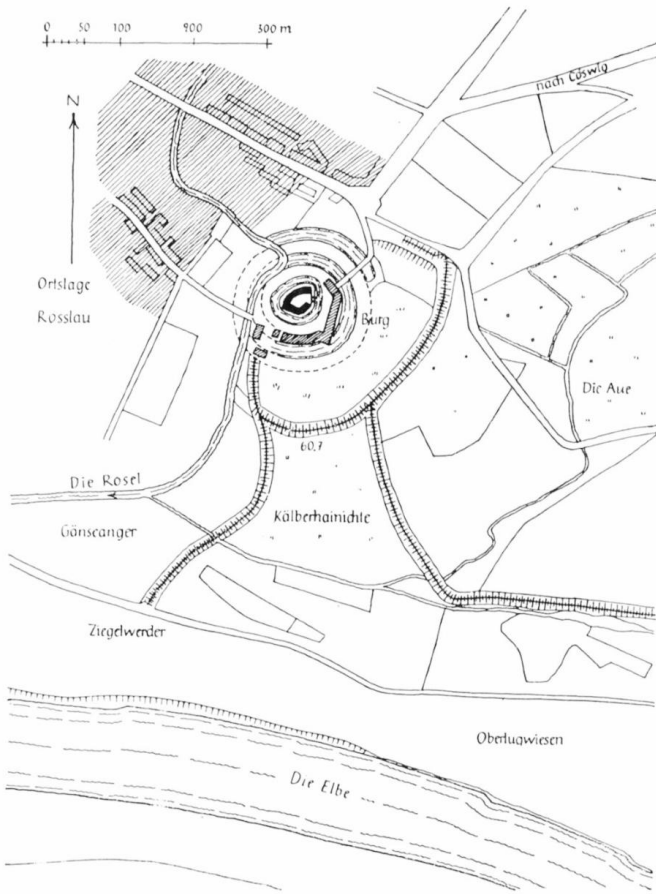 0 50 100 900 300 m
nach Coswig
N
Ortslage
Rosslau
Burg
Die Aue
60,7
Die Rosel
Gänseanger
Kälberhainichte
Ziegelwerder
Oberlugwiesen
Die Elbe